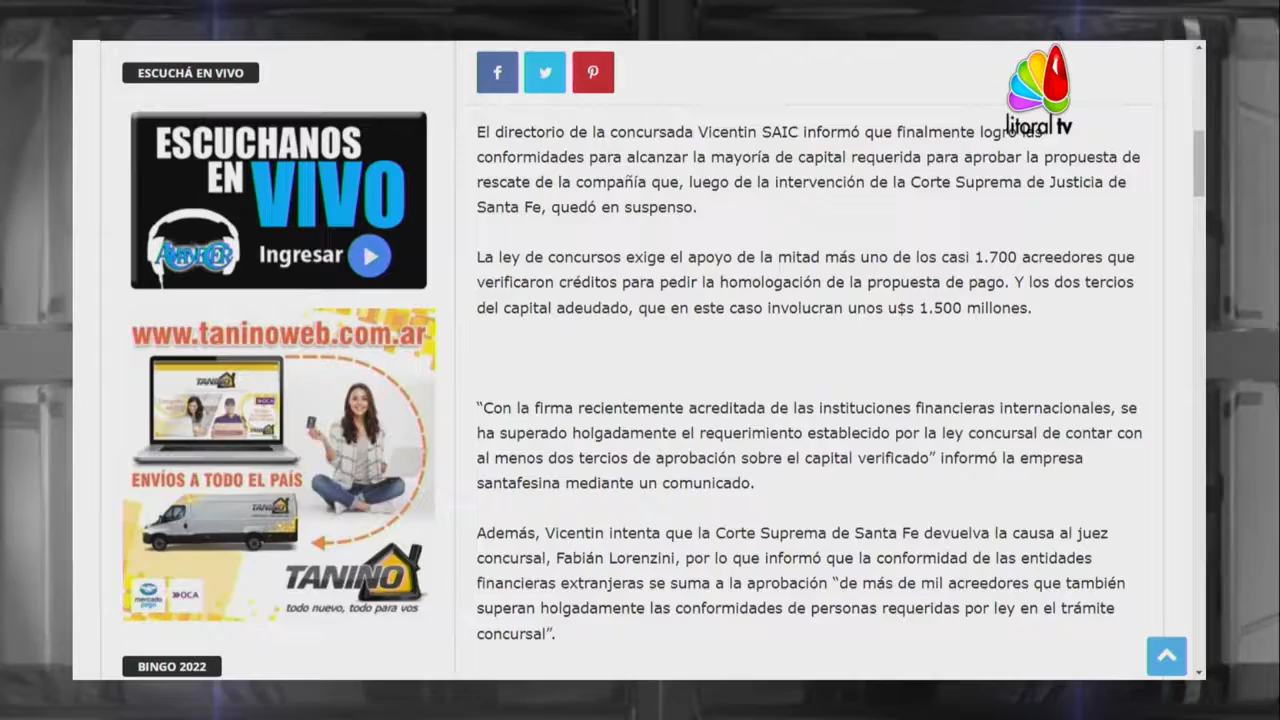 ESCUCHÁ EN VIVO
ESCUCHANOS
EN VIVO
Ingresar
www.taninoweb.com.ar
TANINO
OCA
ENVÍOS A TODO EL PAÍS
TANINO
mercado
pago
OCA
TANINO
todo nuevo, todo para vos
BINGO 2022
litoral tv
El directorio de la concursada Vicentin SAIC informó que finalmente logró las
conformidades para alcanzar la mayoría de capital requerida para aprobar la propuesta de
rescate de la compañía que, luego de la intervención de la Corte Suprema de Justicia de
Santa Fe, quedó en suspenso.
La ley de concursos exige el apoyo de la mitad más uno de los casi 1.700 acreedores que
verificaron créditos para pedir la homologación de la propuesta de pago. Y los dos tercios
del capital adeudado, que en este caso involucran unos u$s 1.500 millones.
“Con la firma recientemente acreditada de las instituciones financieras internacionales, se
ha superado holgadamente el requerimiento establecido por la ley concursal de contar con
al menos dos tercios de aprobación sobre el capital verificado” informó la empresa
santafesina mediante un comunicado.
Además, Vicentin intenta que la Corte Suprema de Santa Fe devuelva la causa al juez
concursal, Fabián Lorenzini, por lo que informó que la conformidad de las entidades
financieras extranjeras se suma a la aprobación “de más de mil acreedores que también
superan holgadamente las conformidades de personas requeridas por ley en el trámite
concursal”.